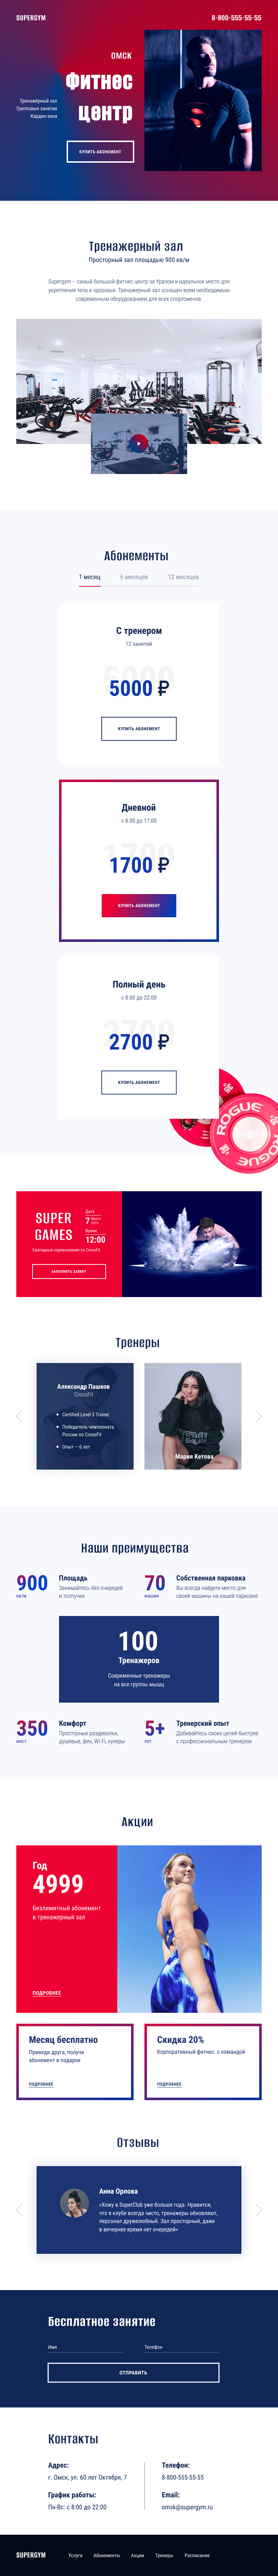 SUPERGYM
8-800-555-55-55
ОМСК
Фитнес
центр
Тренажёрный зал
Групповые занятия
Кардио-зона
КУПИТЬ АБОНЕМЕНТ
Тренажерный зал
Просторный зал площадью 900 кв/м
Supergym – самый большой фитнес центр за Уралом и идеальное место для
укрепления тела и здоровья. Тренажерный зал оснащен всем необходимым
современным оборудованием для всех спортсменов.
Абонементы
1 месяц
6 месяцев
12 месяцев
С тренером
12 занятий
5000
5000 ₽
КУПИТЬ АБОНЕМЕНТ
Дневной
с 8:00 до 17:00
1700
1700 ₽
КУПИТЬ АБОНЕМЕНТ
Полный день
с 8:00 до 22:00
2700
2700 ₽
КУПИТЬ АБОНЕМЕНТ
ROGUE
ROGUE
SUPER
GAMES
Дата
7
Марта
2019
Время
12:00
Ежегодные соревнования по CrossFit
ЗАПОЛНИТЬ ЗАЯВКУ
Тренеры
Александр Пашков
CrossFit
Certified Level 3 Trainer
Победитель чемпионата
России по CrossFit
Опыт – 6 лет
Мария Кетова
Наши преимущества
900
кв/м
Площадь
Занимайтесь без очередей
и толпучки
70
машин
Собственная парковка
Вы всегда найдете место для
своей машины на нашей парковке
100
Тренажеров
Современные тренажеры
на все группы мышц
350
мест
Комфорт
Просторные раздевалки,
душевые, фен, Wi-Fi, кулеры
5+
лет
Тренерский опыт
Добивайтесь своих целей быстрее
с профессиональным тренером
Акции
Год
4999
Безлимитный абонемент
в тренажерный зал
ПОДРОБНЕЕ
Месяц бесплатно
Приведи друга, получи
абонемент в подарок
ПОДРОБНЕЕ
Скидка 20%
Корпоративный фитнес с командой
ПОДРОБНЕЕ
Отзывы
Анна Орлова
«Хожу в SuperClub уже больше года. Нравится,
что в клубе всегда чисто, тренажеры обновляют,
персонал дружелюбный. Зал просторный, даже
в вечернее время нет очередей»
Бесплатное занятие
Имя
Телефон
ОТПРАВИТЬ
Контакты
Адрес:
г. Омск, ул. 60 лет Октября, 7
График работы:
Пн-Вс: с 8:00 до 22:00
Телефон:
8-800-555-55-55
Email:
omsk@supergym.ru
SUPERGYM
Услуги
Абонементы
Акции
Тренеры
Расписание